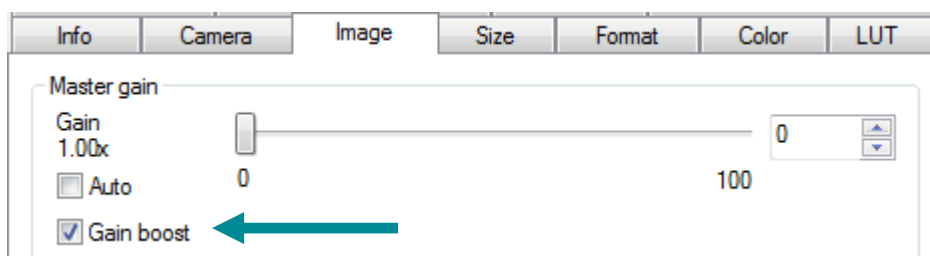 Info Camera Image Size Format Color LUT
Master gain
Gain
1.00x
0
Auto
0 100
Gain boost